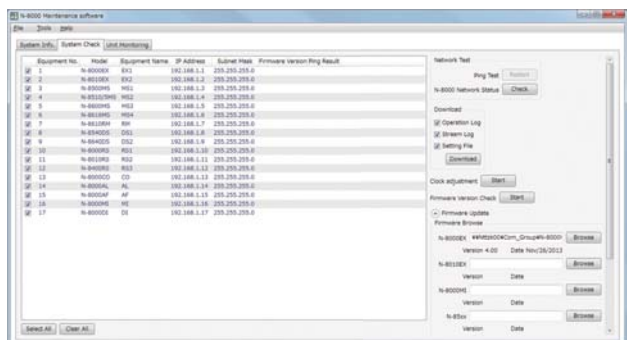 N-8000 Maintenance software
File Tools Help
System Info. System Check Unit Monitoring
Equipment No. Model Equipment Name IP Address Subnet Mask Firmware Version Ping Result
1 N-8000EX EX1 192.168.1.1 255.255.255.0
2 N-8010EX EX2 192.168.1.2 255.255.255.0
3 N-8500MS MS1 192.168.1.3 255.255.255.0
4 N-8510/5MS MS2 192.168.1.4 255.255.255.0
5 N-8600MS MS3 192.168.1.5 255.255.255.0
6 N-8610MS MS4 192.168.1.6 255.255.255.0
7 N-8610RM RM 192.168.1.7 255.255.255.0
8 N-8540DS DS1 192.168.1.8 255.255.255.0
9 N-8640DS DS2 192.168.1.9 255.255.255.0
10 N-8000RS RS1 192.168.1.10 255.255.255.0
11 N-8010RS RS2 192.168.1.11 255.255.255.0
12 N-8400RS RS3 192.168.1.12 255.255.255.0
13 N-8000CO CO 192.168.1.13 255.255.255.0
14 N-8000AL AL 192.168.1.14 255.255.255.0
15 N-8000AF AF 192.168.1.15 255.255.255.0
16 N-8000MI MI 192.168.1.16 255.255.255.0
17 N-8000DI DI 192.168.1.17 255.255.255.0
Select All Clear All
Network Test
Ping Test
N-8000 Network Status Check
Download
Operation Log
Stream Log
Setting File
Download
Clock adjustment Start
Firmware Version Check Start
Firmware Update
Firmware Browse
N-8000EX Browse
Version 4.00 Date Nov/26/2013
N-8010EX Browse
Version Date
N-8000MI Browse
Version Date
N-85xx Browse
Version Date